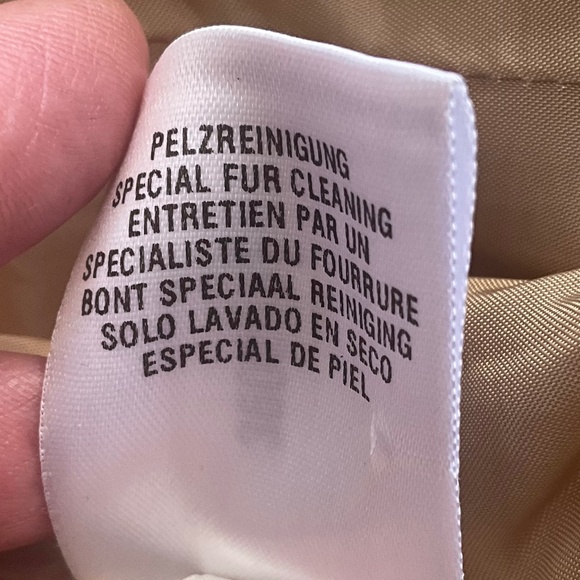 PELZREINIGUNG
SPECIAL FUR CLEANING
ENTRETIEN PAR UN
SPECIALISTE DU FOURRURE
BONT SPECIAAL REINIGING
SOLO LAVADO EN SECO
ESPECIAL DE PIEL